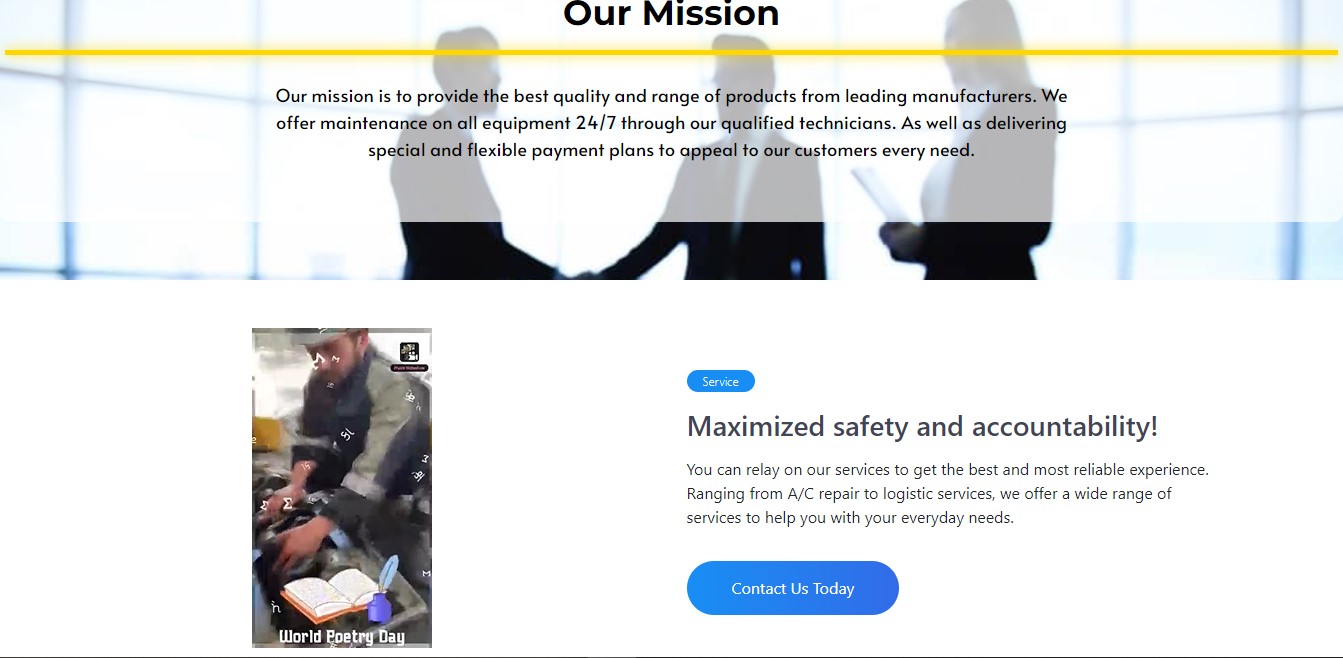 Our Mission
Our mission is to provide the best quality and range of products from leading manufacturers. We
offer maintenance on all equipment 24/7 through our qualified technicians. As well as delivering
special and flexible payment plans to appeal to our customers every need.
Service
Maximized safety and accountability!
You can relay on our services to get the best and most reliable experience.
Ranging from A/C repair to logistic services, we offer a wide range of
services to help you with your everyday needs.
Contact Us Today
World Poetry Day